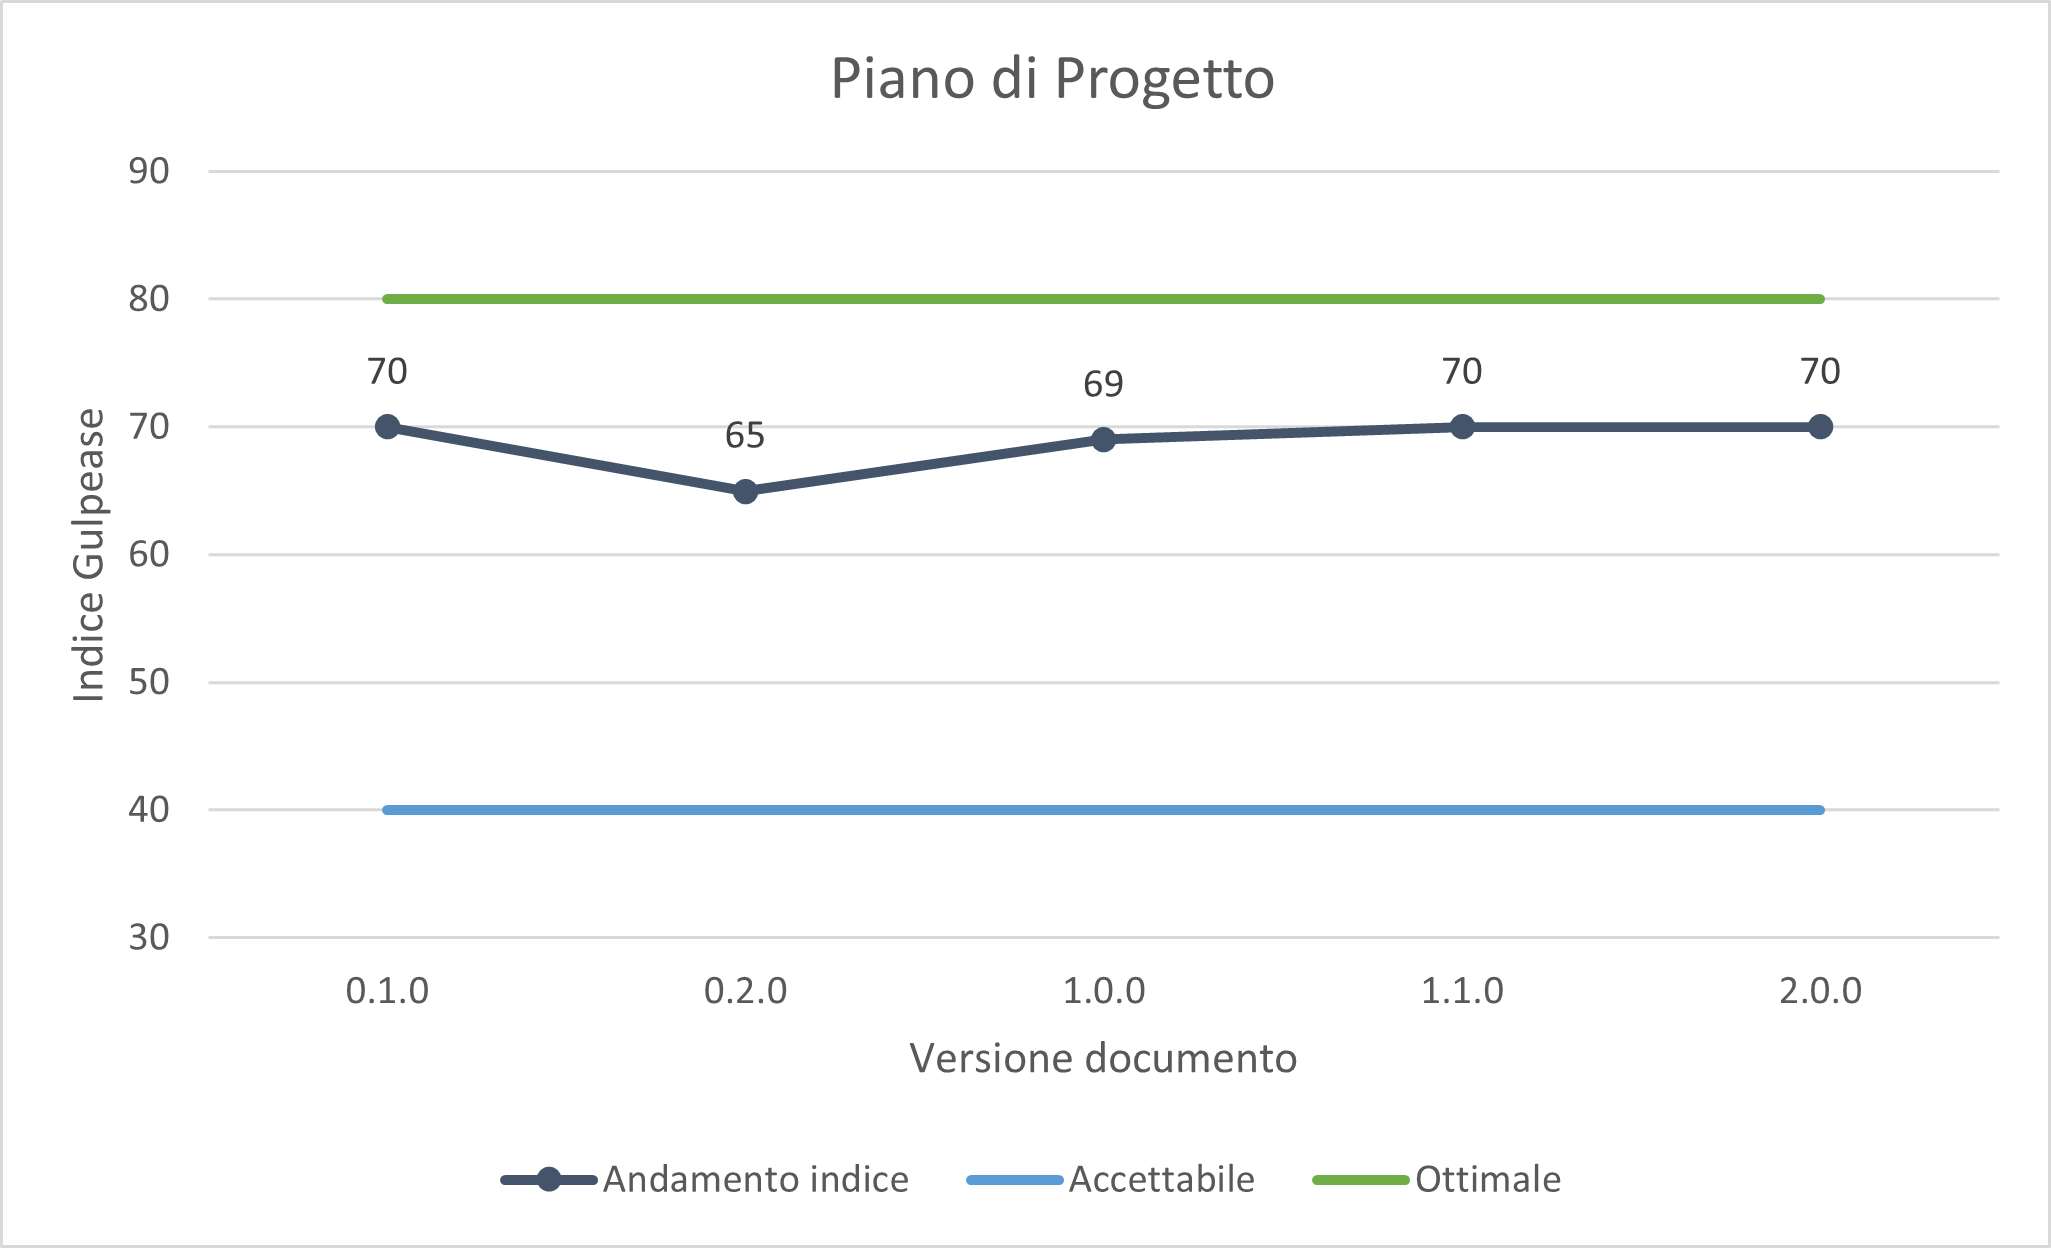 Piano di Progetto
90
80
70
60
50
40
30
Indice Gulpease
70
65
69
70
70
0.1.0
0.2.0
1.0.0
1.1.0
2.0.0
Versione documento
Andamento indice
Accettabile
Ottimale